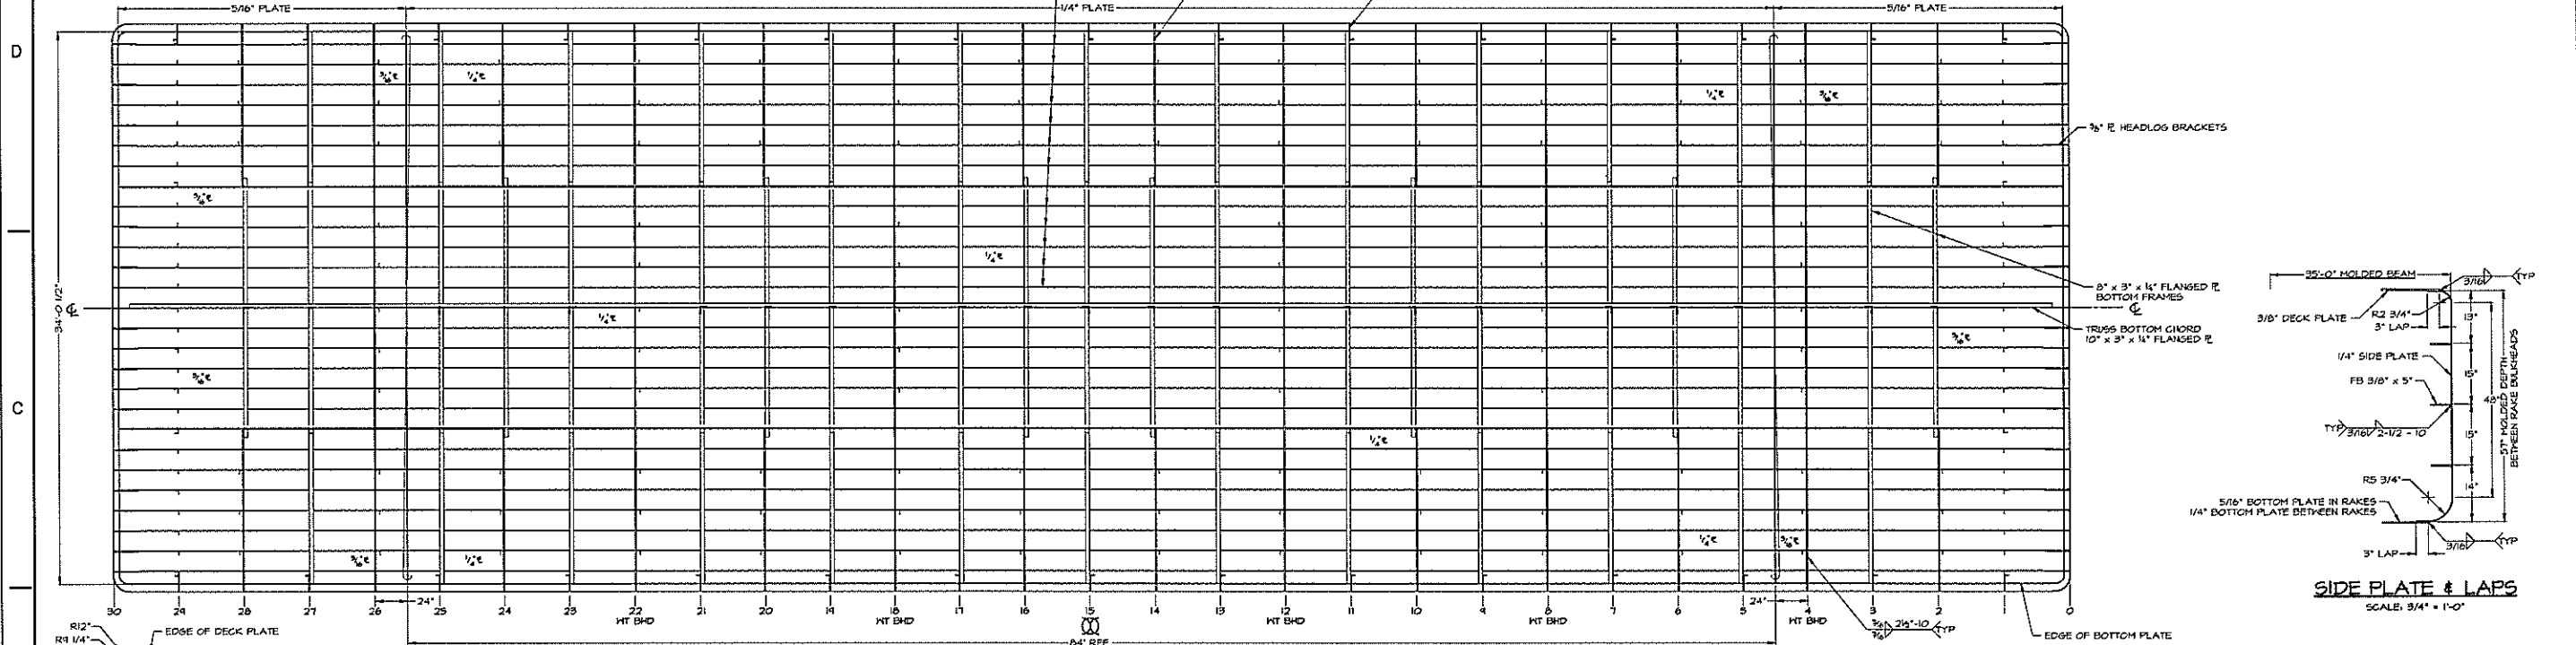 5/16" PLATE
1/4" PLATE
5/16" PLATE
D
5/16" PL
1/4" PL
1/4" PL
5/16" PL
3/8" PL HEADLOG BRACKETS
5/16" PL
1/4" PL
34'-0 1/2"
CL
8" x 3" x 1/4" FLANGED PL
BOTTOM FRAMES
CL
1/4" PL
TRUSS BOTTOM CHORD
10" x 3" x 1/4" FLANGED PL
5/16" PL
5/16" PL
C
1/4" PL
5/16" PL
1/4" PL
1/4" PL
5/16" PL
35'-0" MOLDED BEAM
3/16
TYP
3/8" DECK PLATE
R2 3/4"
3" LAP
13"
1/4" SIDE PLATE
15"
FB 3/8" x 5"
48"
57" MOLDED DEPTH
BETWEEN RAKE BULKHEADS
TYP
3/16
2-1/2 - 10
15"
R5 3/4"
14"
5/16" BOTTOM PLATE IN RAKES
1/4" BOTTOM PLATE BETWEEN RAKES
3" LAP
3/16
TYP
SIDE PLATE & LAPS
SCALE: 3/4" = 1'-0"
24"
24"
30 29 28 27 26 25 24 23 22 21 20 19 18 17 16 15 14 13 12 11 10 9 8 7 6 5 4 3 2 1 0
WT BHD
WT BHD
WT BHD
WT BHD
WT BHD
R12"
R9 1/4"
EDGE OF DECK PLATE
84' REF
3/16
3/16
2 1/2"-10
TYP
EDGE OF BOTTOM PLATE